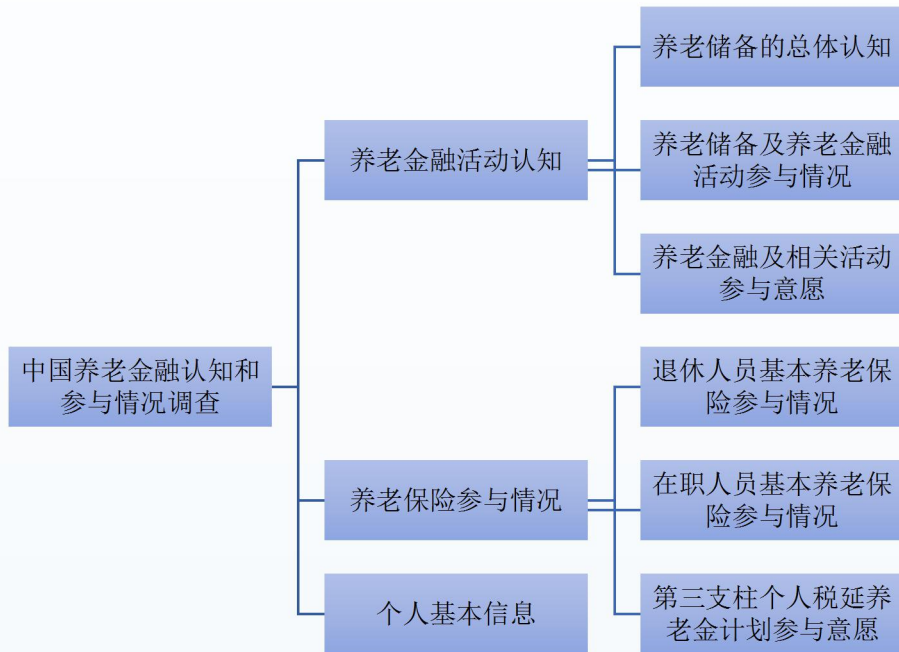 中国养老金融认知和
参与情况调查
养老金融活动认知
养老储备的总体认知
养老储备及养老金融
活动参与情况
养老金融及相关活动
参与意愿
养老保险参与情况
退休人员基本养老保
险参与情况
在职人员基本养老保
险参与情况
第三支柱个人税延养
老金计划参与意愿
个人基本信息